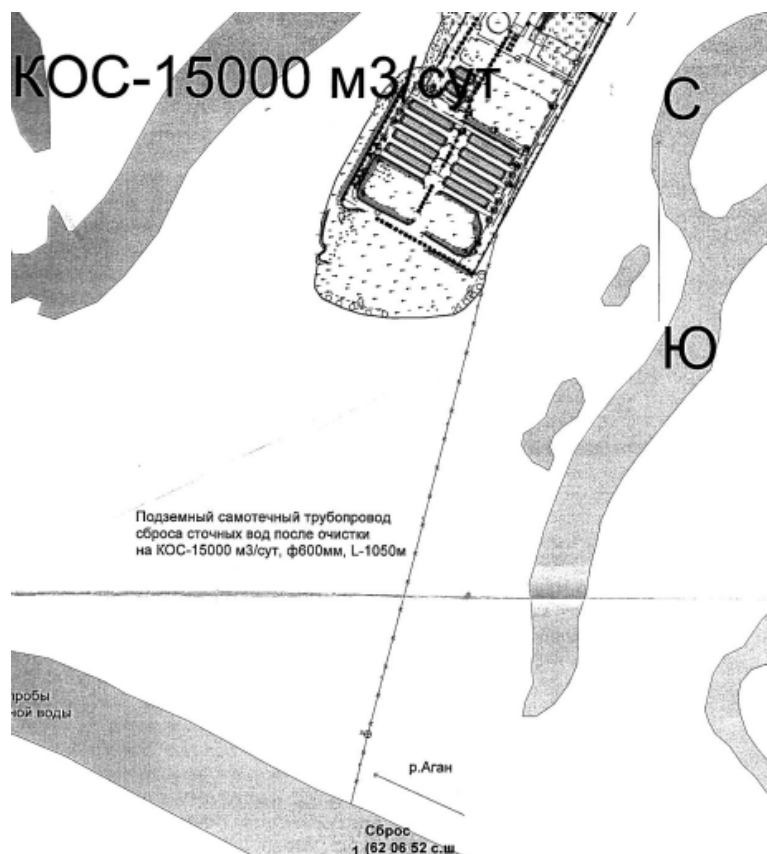 КОС-15000 м3/сут
С
Ю
Подземный самотечный трубопровод
сброса сточных вод после очистки
на КОС-15000 м3/сут, ф600мм, L-1050м
пробы
ной воды
р.Аган
Сброс
1 (62 06 52 с.ш.